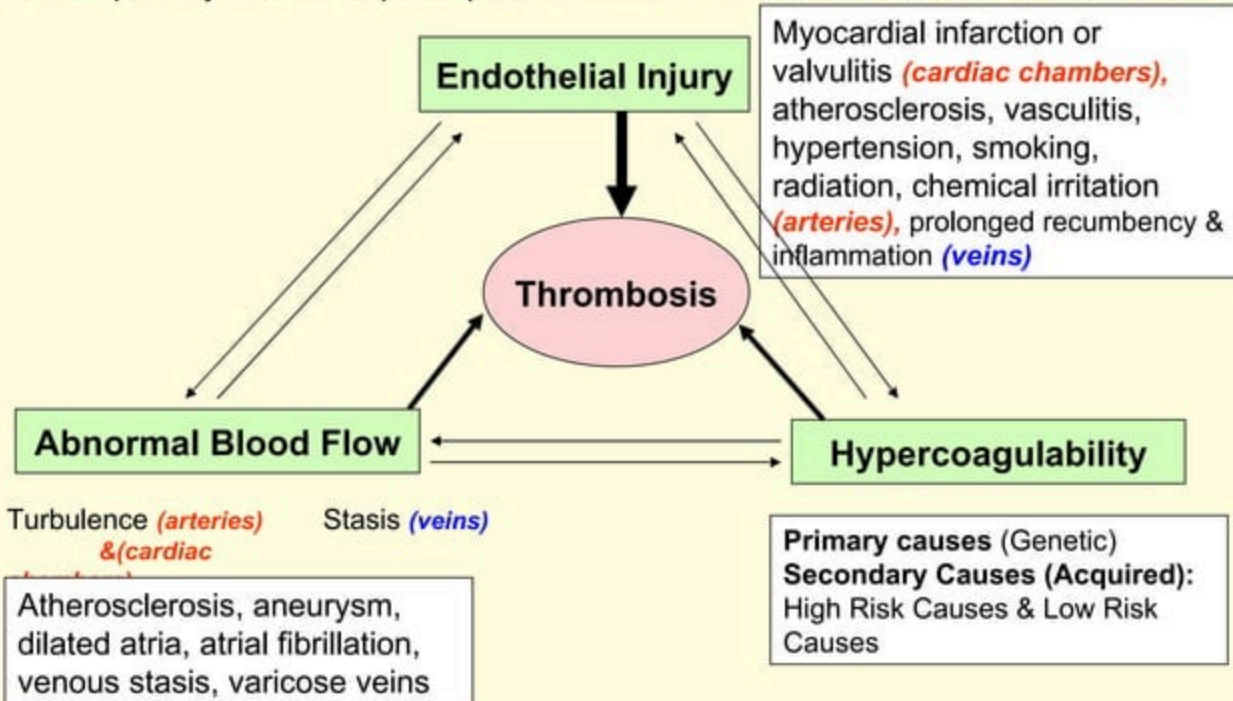 Endothelial Injury
Myocardial infarction or
valvulitis (cardiac chambers),
atherosclerosis, vasculitis,
hypertension, smoking,
radiation, chemical irritation
(arteries), prolonged recumbency &
inflammation (veins)
Thrombosis
Abnormal Blood Flow
Hypercoagulability
Turbulence (arteries)
&(cardiac
Stasis (veins)
Atherosclerosis, aneurysm,
dilated atria, atrial fibrillation,
venous stasis, varicose veins
Primary causes (Genetic)
Secondary Causes (Acquired):
High Risk Causes & Low Risk
Causes